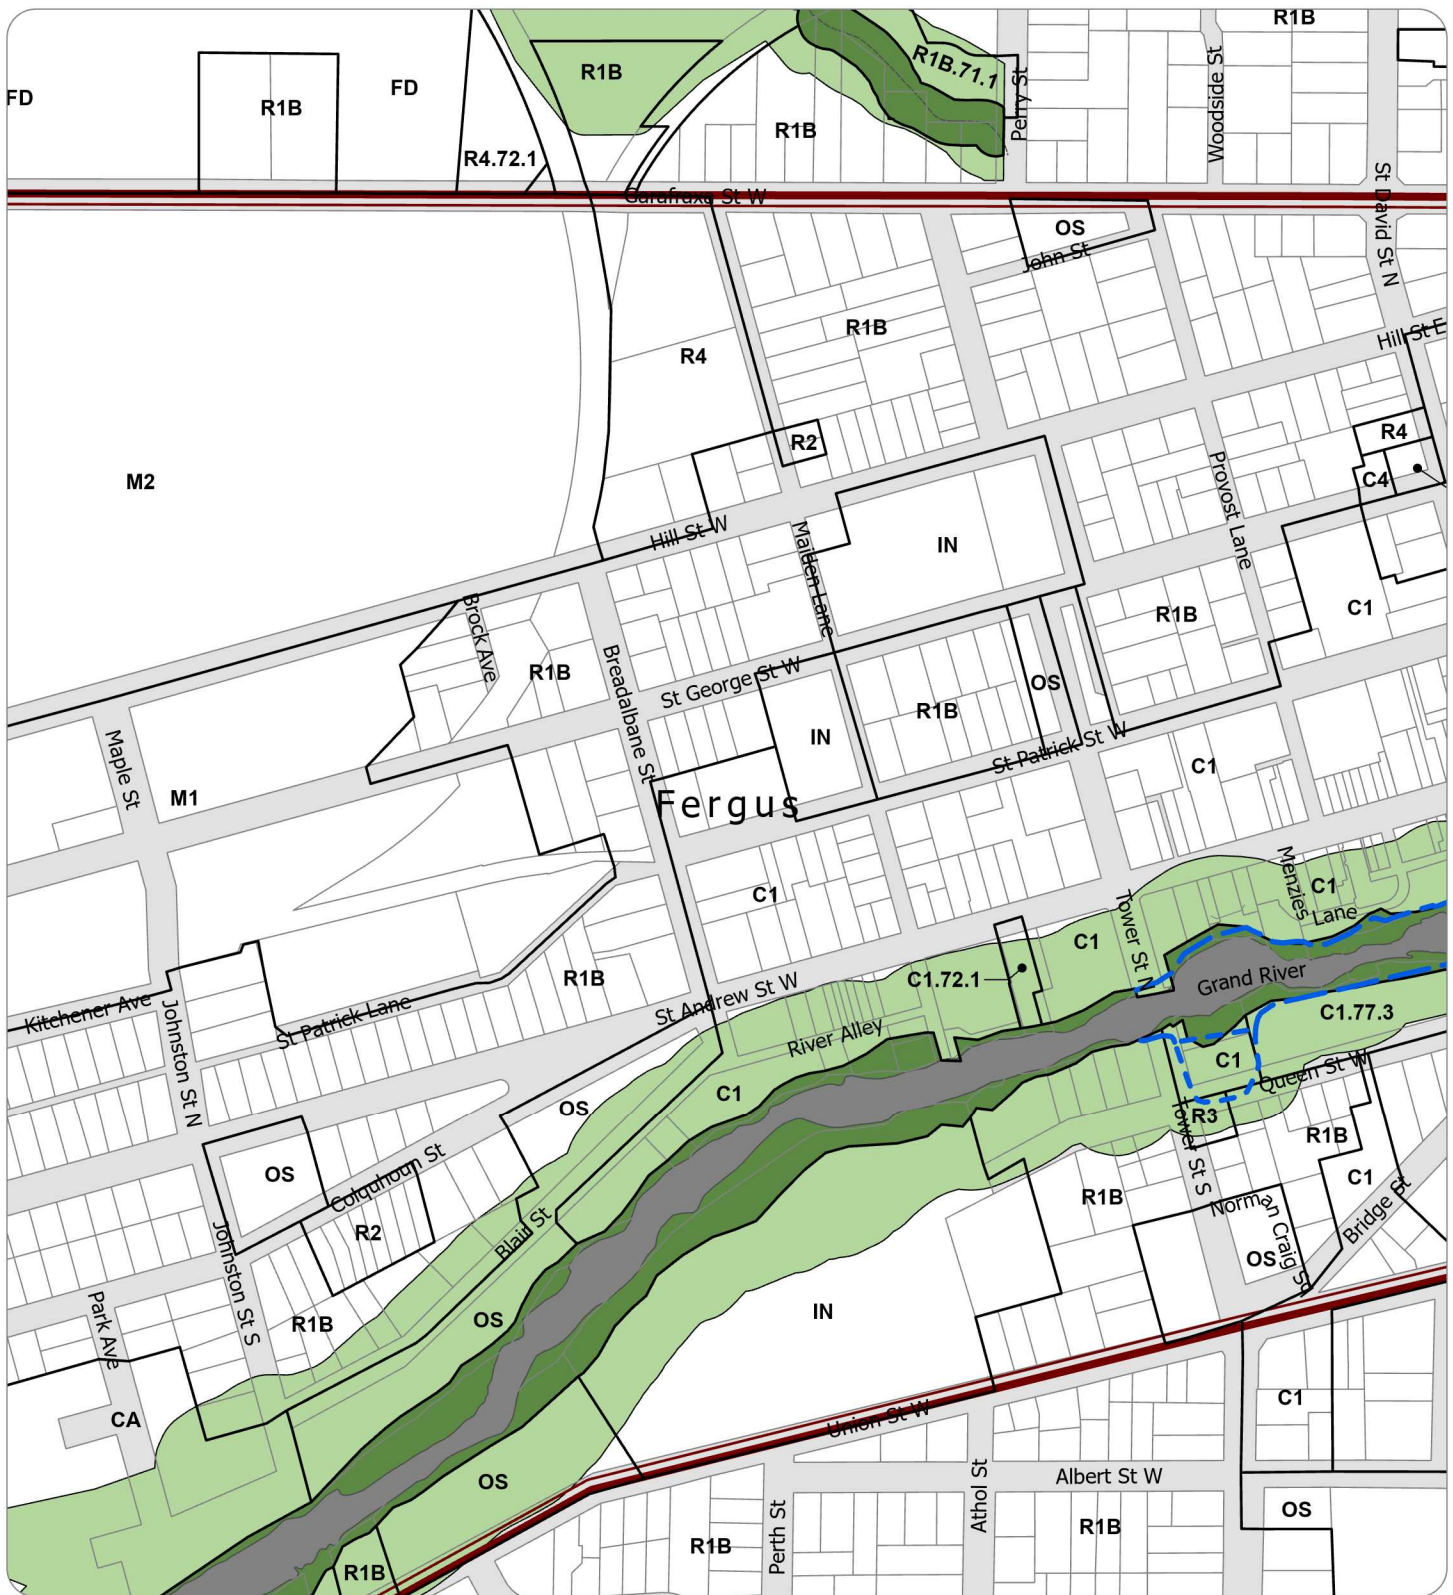 R1B
FD
R1B
FD
R1B
R1B.71.1
Perry St
Woodside St
R4.72.1
R1B
St David St N
Garafraxa St W
OS
John St
R1B
Hill St E
R4
R2
R4
M2
C4
Provost Lane
Hill St W
Maiden Lane
IN
Brock Ave
R1B
C1
R1B
Breadalbane St
St George St W
OS
R1B
IN
St Patrick St W
Maple St
M1
C1
Fergus
C1
Menzies Lane
C1
Tower St N
C1
R1B
C1.72.1
Grand River
Kitchener Ave
St Patrick Lane
St Andrew St W
C1.77.3
River Alley
Johnston St N
C1
Queen St W
C1
OS
R3
Tower St S
R1B
OS
Colquhoun St
C1
R1B
R2
Blair St
Norman Craig Sq
Bridge St
OS
Johnston St S
Park Ave
R1B
OS
IN
CA
C1
Union St W
OS
Albert St W
Athol St
OS
Perth St
R1B
R1B
R1B